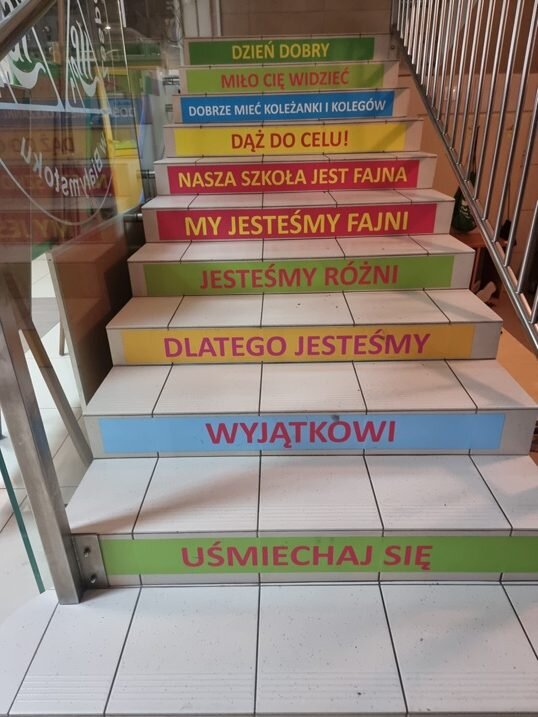 DZIEŃ DOBRY
MIŁO CIĘ WIDZIEĆ
DOBRZE MIEĆ KOLEŻANKI I KOLEGÓW
DĄŻ DO CELU!
NASZA SZKOŁA JEST FAJNA
MY JESTEŚMY FAJNI
JESTEŚMY RÓŻNI
DLATEGO JESTEŚMY
WYJĄTKOWI
UŚMIECHAJ SIĘ
w Białymstoku